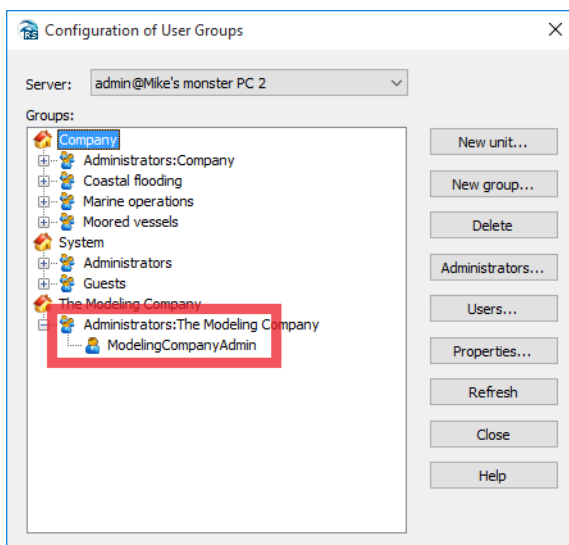 Configuration of User Groups
Server: admin@Mike's monster PC 2
Groups:
Company
Administrators:Company
Coastal flooding
Marine operations
Moored vessels
System
Administrators
Guests
The Modeling Company
Administrators:The Modeling Company
ModelingCompanyAdmin
New unit...
New group...
Delete
Administrators...
Users...
Properties...
Refresh
Close
Help